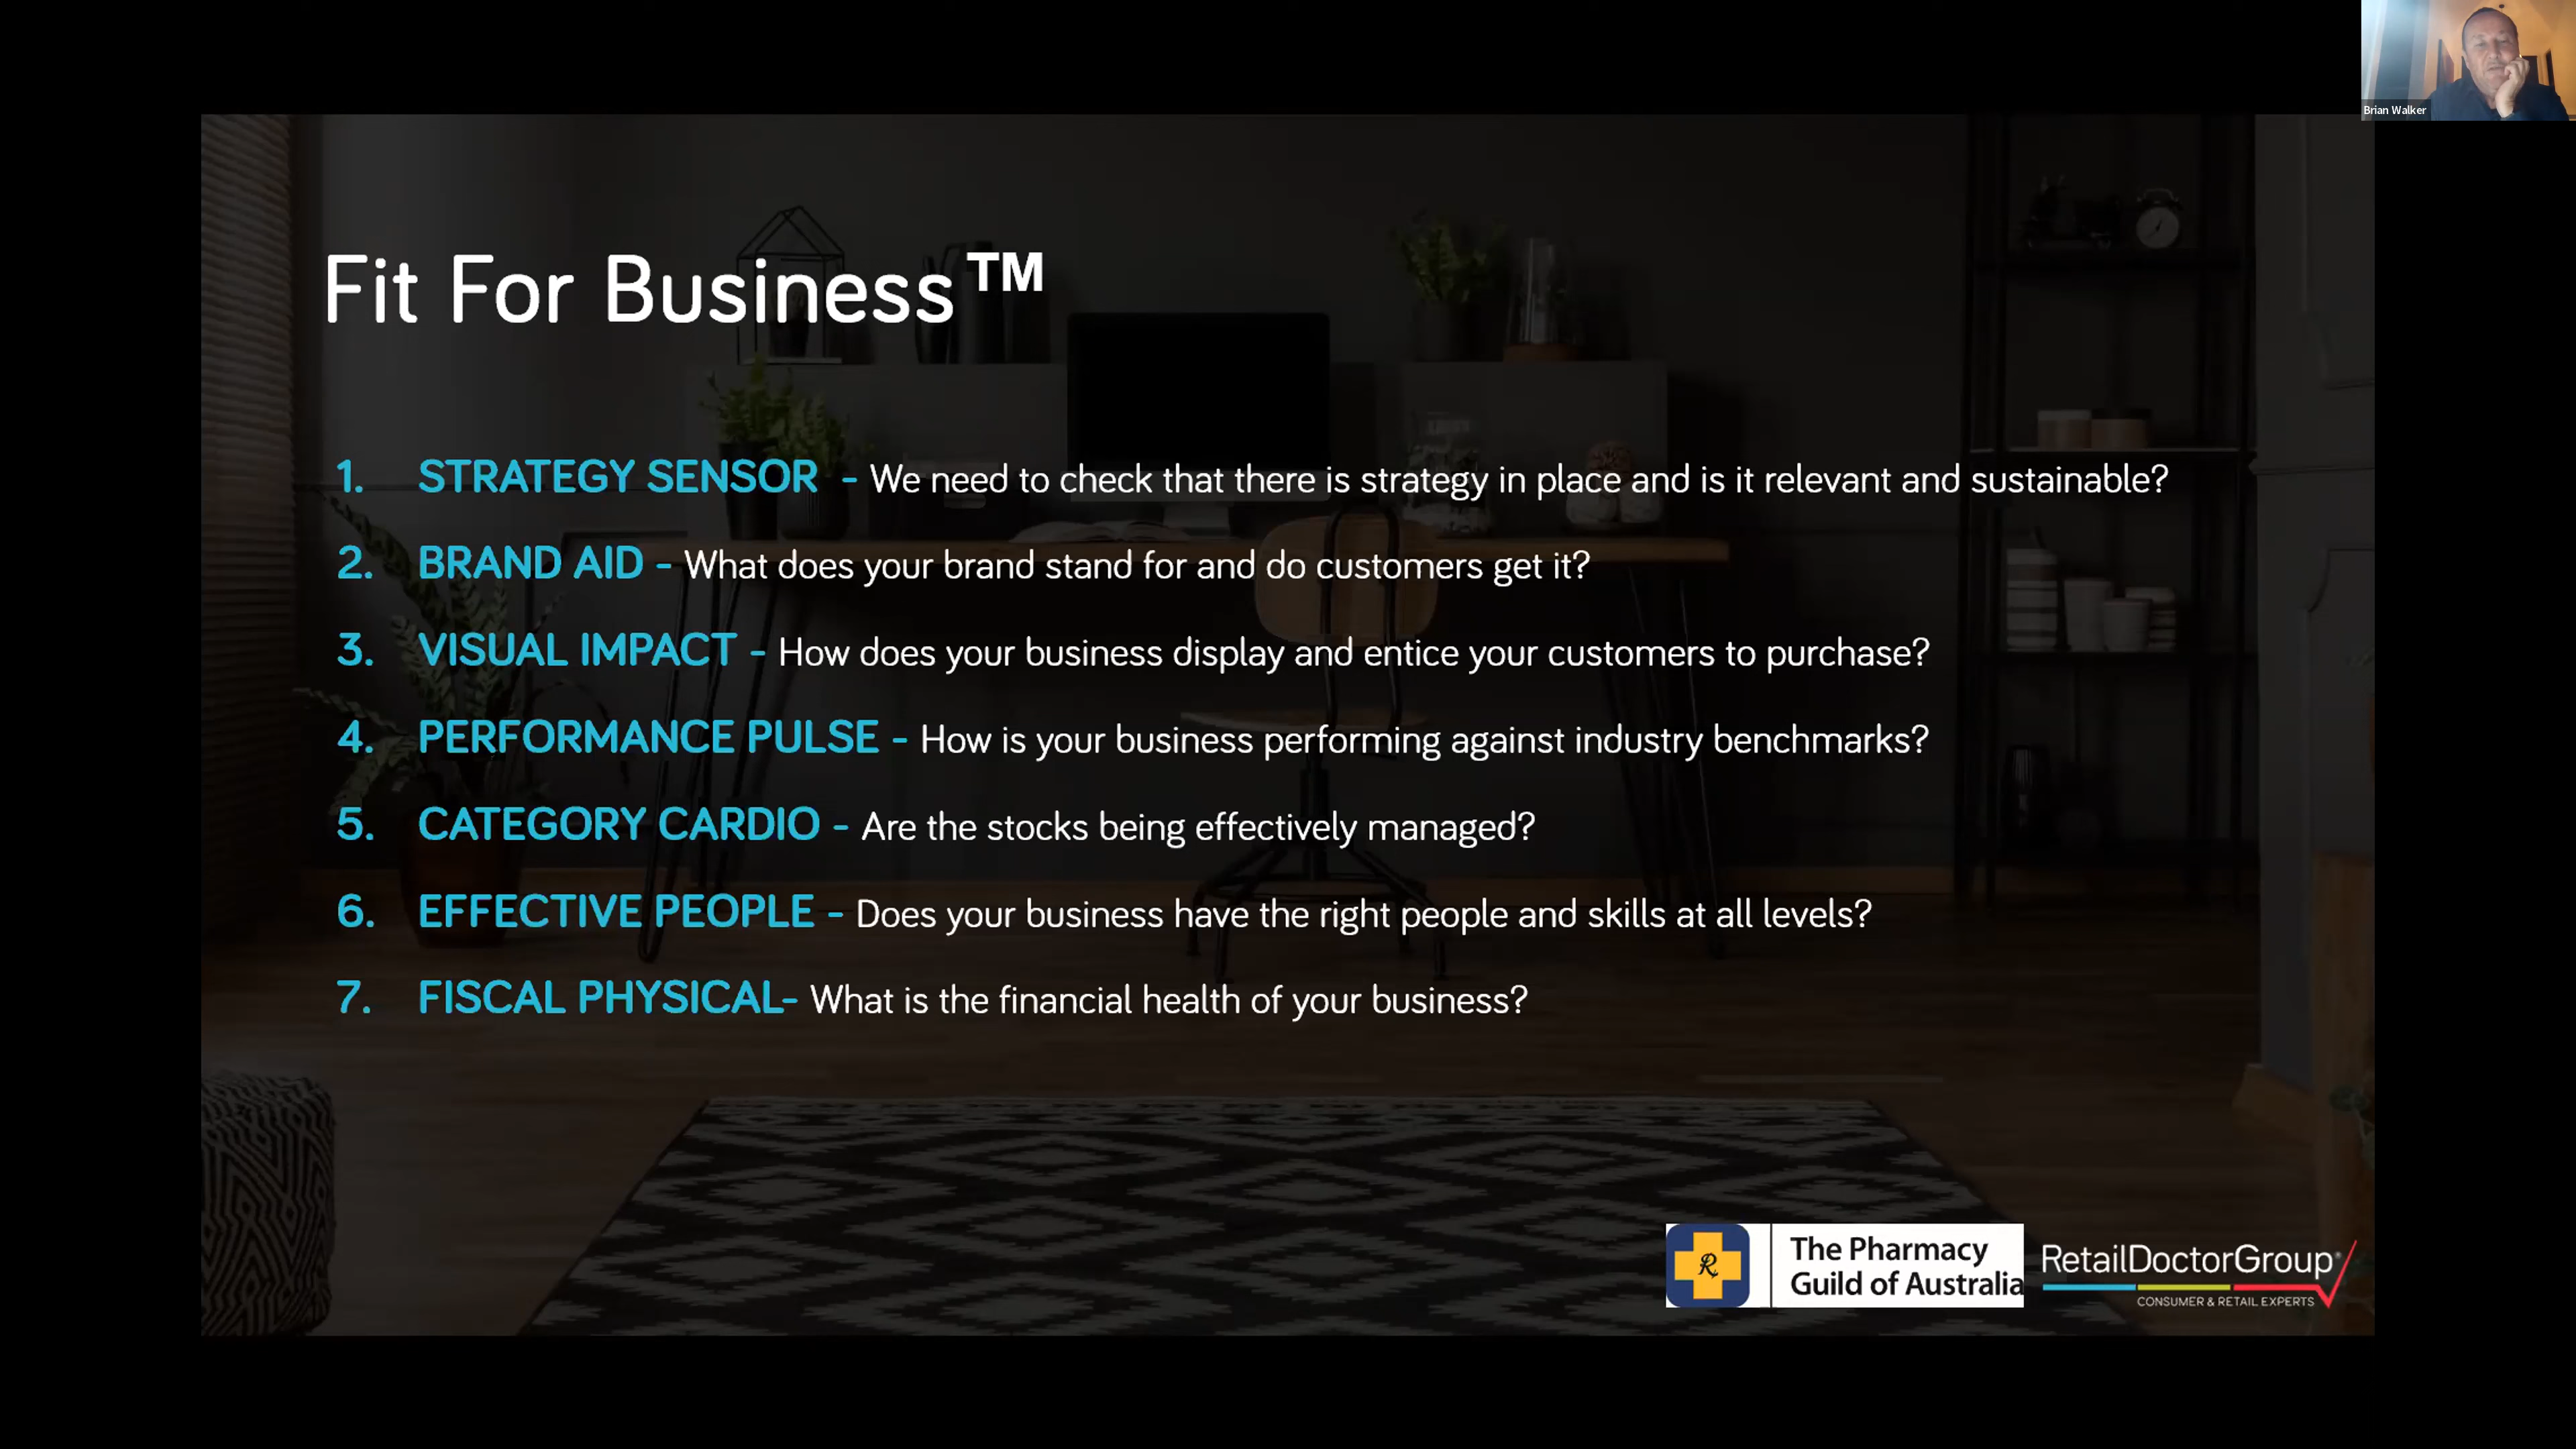 Brian Walker
Fit For Business™
1. STRATEGY SENSOR - We need to check that there is strategy in place and is it relevant and sustainable?
2. BRAND AID - What does your brand stand for and do customers get it?
3. VISUAL IMPACT - How does your business display and entice your customers to purchase?
4. PERFORMANCE PULSE - How is your business performing against industry benchmarks?
5. CATEGORY CARDIO - Are the stocks being effectively managed?
6. EFFECTIVE PEOPLE - Does your business have the right people and skills at all levels?
7. FISCAL PHYSICAL- What is the financial health of your business?
The Pharmacy
Guild of Australia
RetailDoctorGroup
CONSUMER & RETAIL EXPERTS